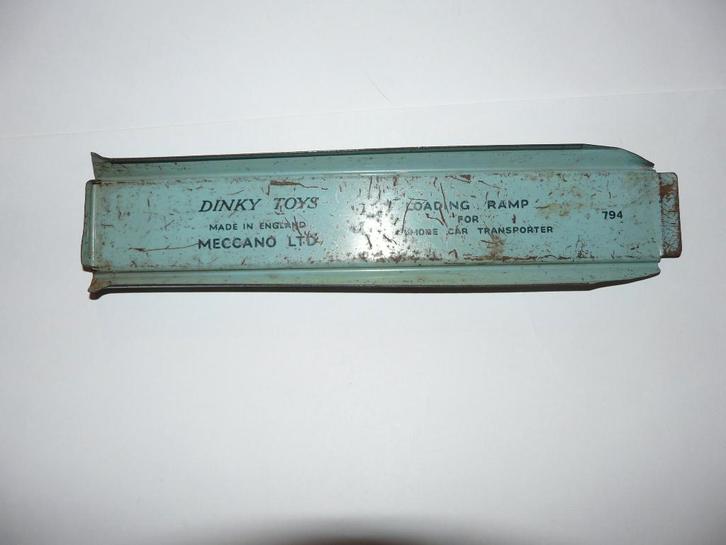 DINKY TOYS
MADE IN ENGLAND
MECCANO LTD
LOADING RAMP
FOR
CAR TRANSPORTER
794